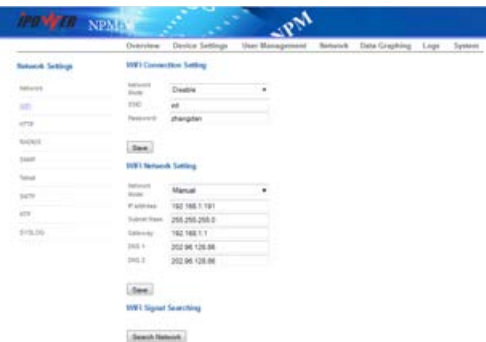 iPOWER NPM
NPM
Overview Device Settings User Management Network Data Graphing Logs System
Network Settings
Network
WIFI
HTTP
RADIUS
SNMP
Telnet
SMTP
NTP
SYSLOG
WIFI Connection Setting
Network Mode Disable
SSID
Password zhangdan
Save
WIFI Network Setting
Network Mode Manual
IP address 192.168.1.191
Subnet Mask 255.255.255.0
Gateway 192.168.1.1
DNS 1 202.96.128.86
DNS 2 202.96.128.86
Save
WIFI Signal Searching
Search Network